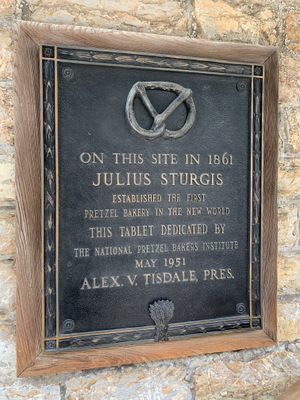 ON THIS SITE IN 1861
JULIUS STURGIS
ESTABLISHED THE FIRST
PRETZEL BAKERY IN THE NEW WORLD
THIS TABLET DEDICATED BY
THE NATIONAL PRETZEL BAKERS INSTITUTE
MAY 1951
ALEX. V. TISDALE, PRES.